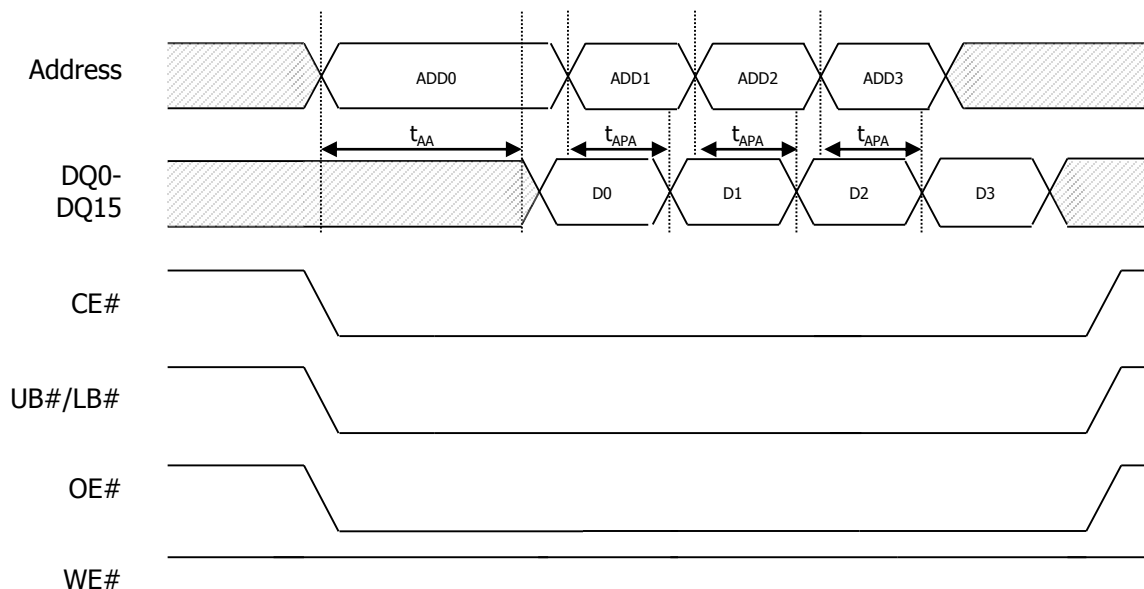 Address
ADD0 ADD1 ADD2 ADD3
tAA tAPA tAPA tAPA
DQ0-
DQ15
D0 D1 D2 D3
CE#
UB#/LB#
OE#
WE#